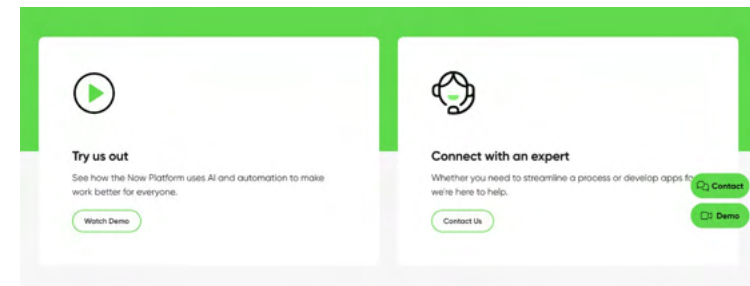 Try us out
See how the Now Platform uses AI and automation to make
work better for everyone.
Watch Demo
Connect with an expert
Whether you need to streamline a process or develop apps
we're here to help.
Contact Us
Contact
Demo